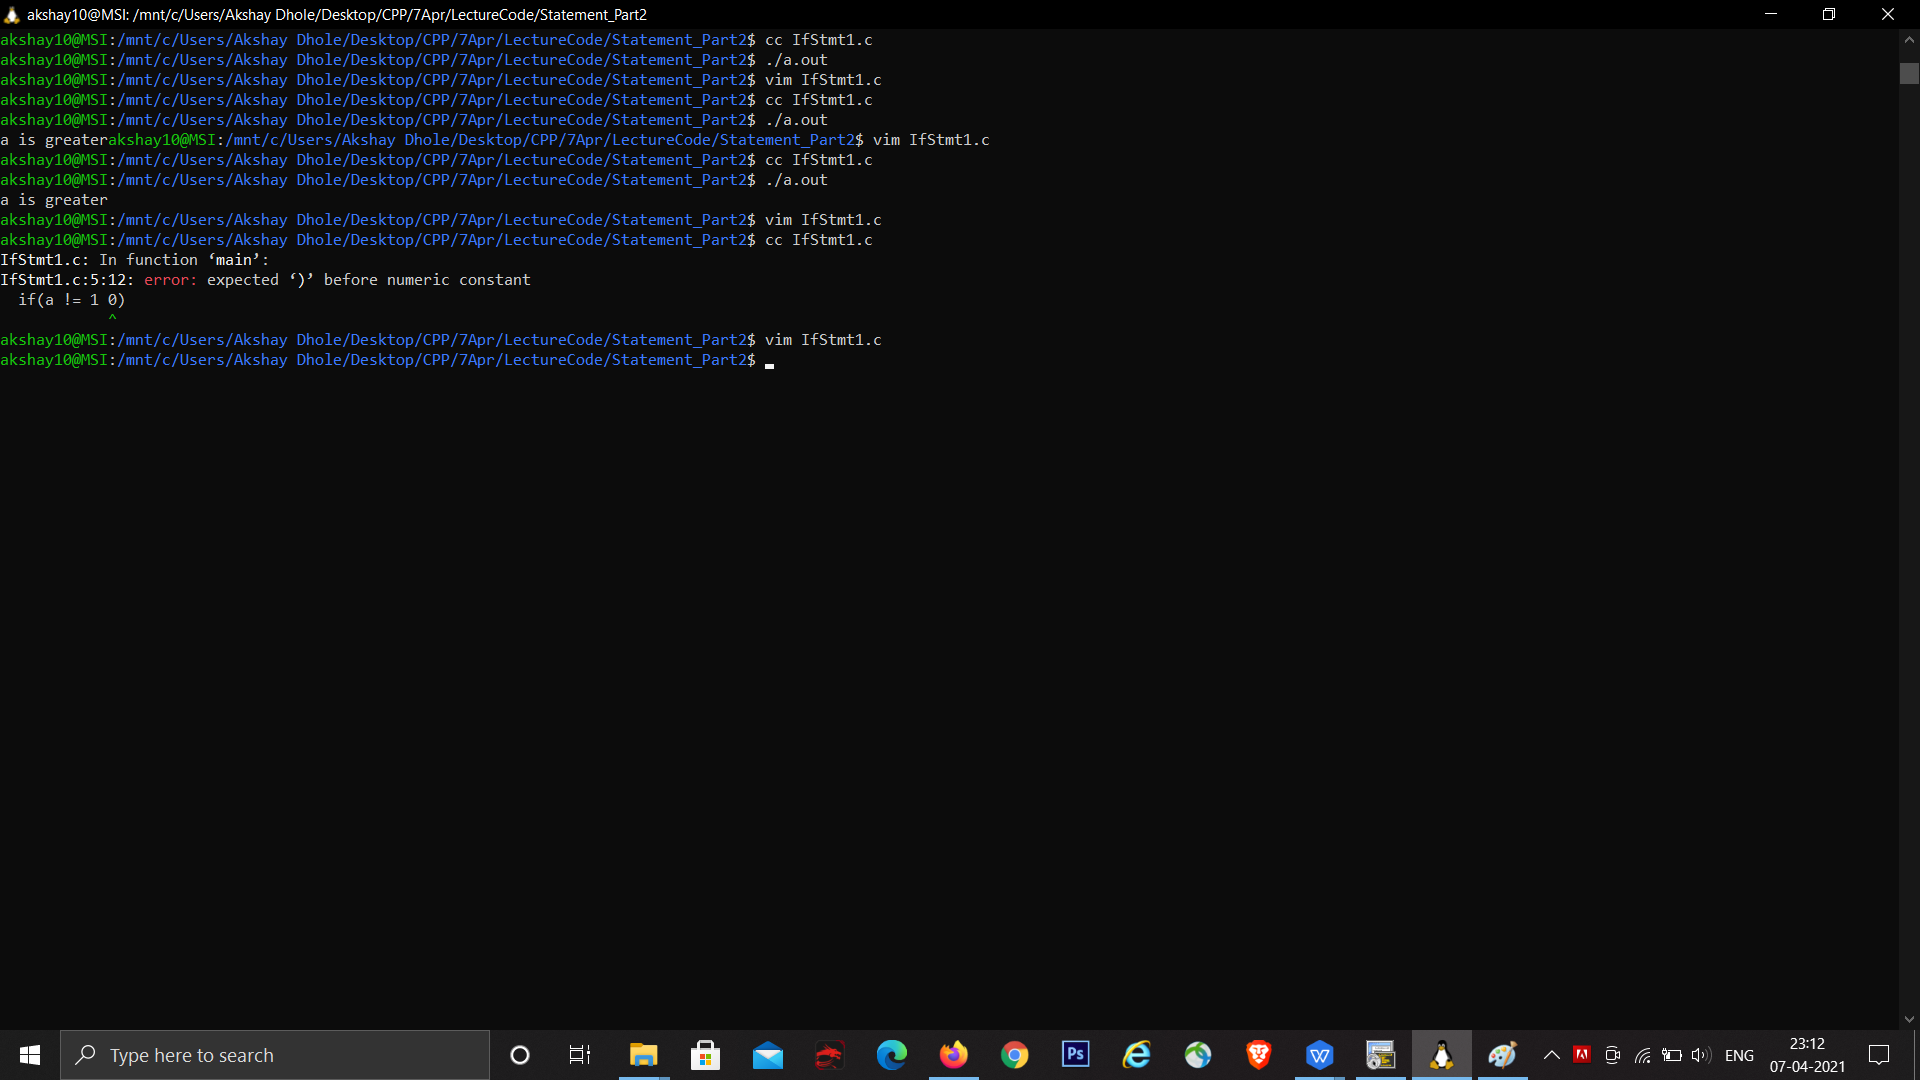 akshay10@MSI: /mnt/c/Users/Akshay Dhole/Desktop/CPP/7Apr/LectureCode/Statement_Part2
akshay10@MSI:/mnt/c/Users/Akshay Dhole/Desktop/CPP/7Apr/LectureCode/Statement_Part2$ cc IfStmt1.c
akshay10@MSI:/mnt/c/Users/Akshay Dhole/Desktop/CPP/7Apr/LectureCode/Statement_Part2$ ./a.out
akshay10@MSI:/mnt/c/Users/Akshay Dhole/Desktop/CPP/7Apr/LectureCode/Statement_Part2$ vim IfStmt1.c
akshay10@MSI:/mnt/c/Users/Akshay Dhole/Desktop/CPP/7Apr/LectureCode/Statement_Part2$ cc IfStmt1.c
akshay10@MSI:/mnt/c/Users/Akshay Dhole/Desktop/CPP/7Apr/LectureCode/Statement_Part2$ ./a.out
a is greaterakshay10@MSI:/mnt/c/Users/Akshay Dhole/Desktop/CPP/7Apr/LectureCode/Statement_Part2$ vim IfStmt1.c
akshay10@MSI:/mnt/c/Users/Akshay Dhole/Desktop/CPP/7Apr/LectureCode/Statement_Part2$ cc IfStmt1.c
akshay10@MSI:/mnt/c/Users/Akshay Dhole/Desktop/CPP/7Apr/LectureCode/Statement_Part2$ ./a.out
a is greater
akshay10@MSI:/mnt/c/Users/Akshay Dhole/Desktop/CPP/7Apr/LectureCode/Statement_Part2$ vim IfStmt1.c
akshay10@MSI:/mnt/c/Users/Akshay Dhole/Desktop/CPP/7Apr/LectureCode/Statement_Part2$ cc IfStmt1.c
IfStmt1.c: In function ‘main’:
IfStmt1.c:5:12: error: expected ‘)’ before numeric constant
  if(a != 1 0)
            ^
akshay10@MSI:/mnt/c/Users/Akshay Dhole/Desktop/CPP/7Apr/LectureCode/Statement_Part2$ vim IfStmt1.c
akshay10@MSI:/mnt/c/Users/Akshay Dhole/Desktop/CPP/7Apr/LectureCode/Statement_Part2$
Type here to search
Ps
W
ENG
23:12
07-04-2021